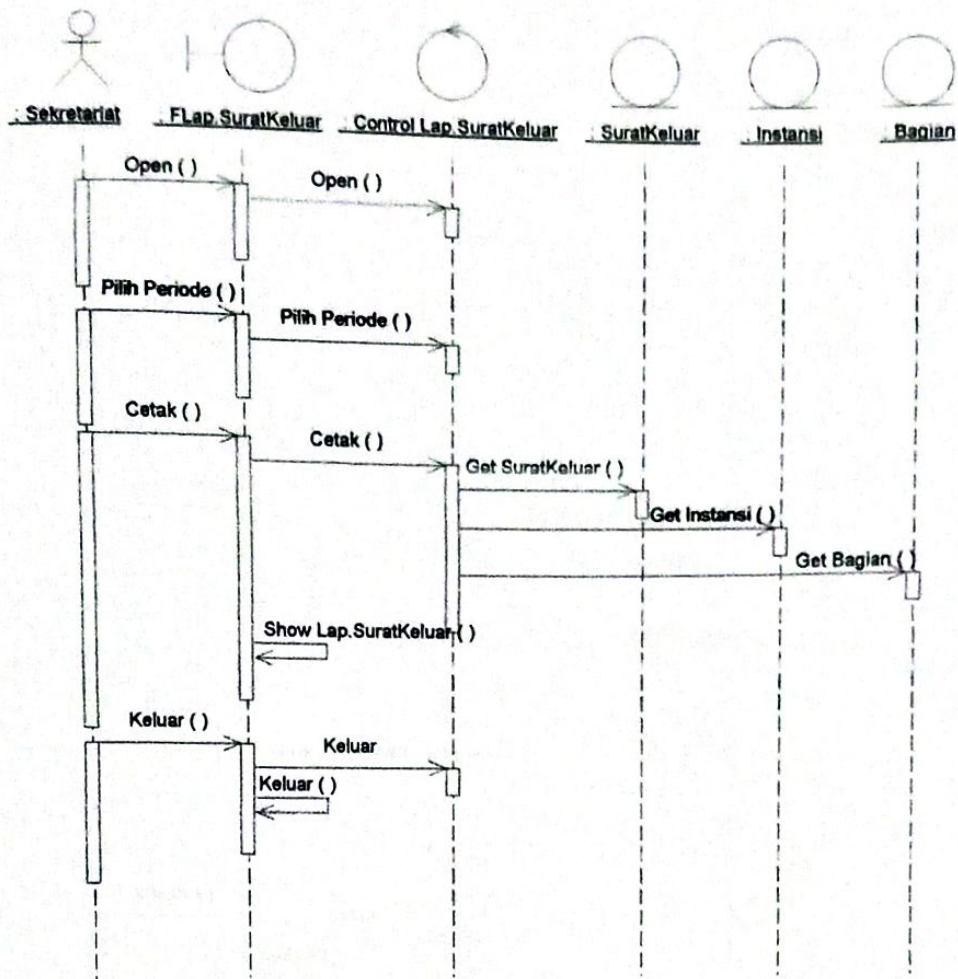 : Sekretariat
: FLap.SuratKeluar
: Control Lap.SuratKeluar
: SuratKeluar
: Instansi
: Bagian
Open ( )
Open ( )
Pilih Periode ( )
Pilih Periode ( )
Cetak ( )
Cetak ( )
Get SuratKeluar ( )
Get Instansi ( )
Get Bagian ( )
Show Lap.SuratKeluar ( )
Keluar ( )
Keluar
Keluar ( )